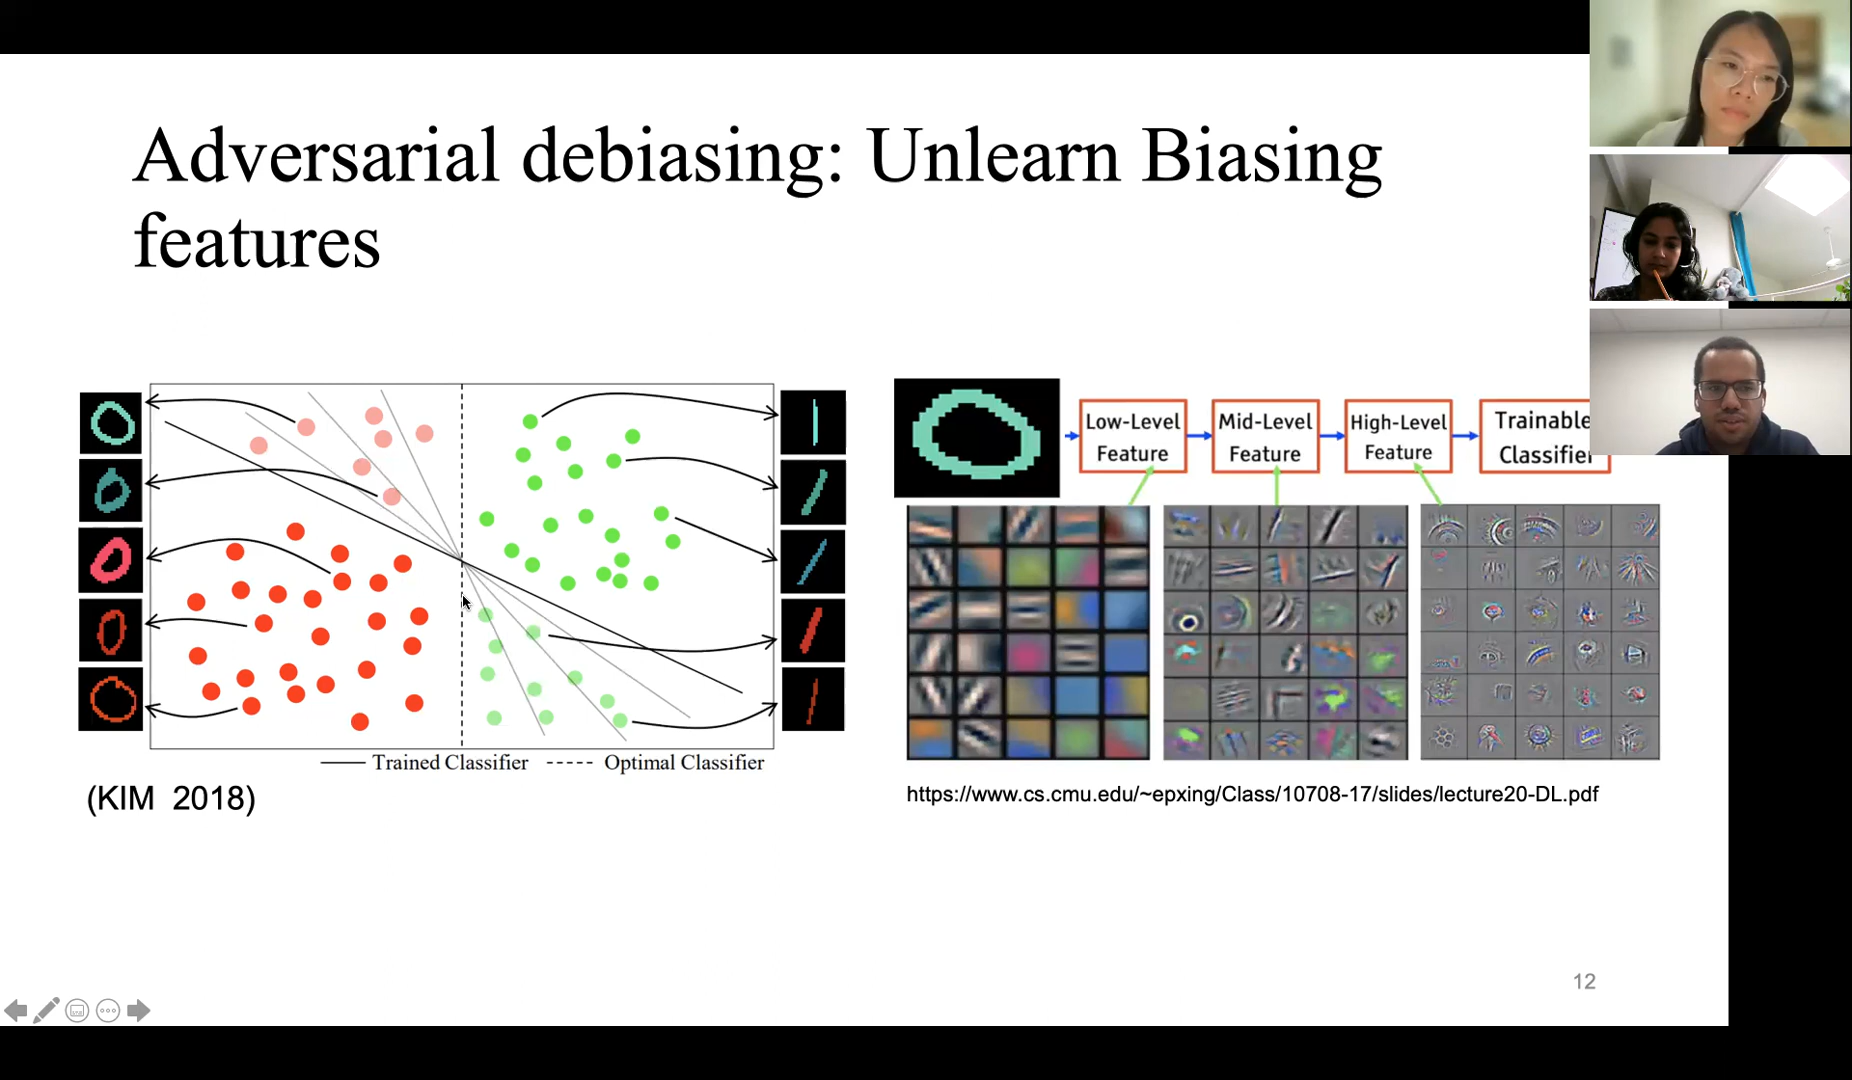 Adversarial debiasing: Unlearn Biasing
features
Trained Classifier
Optimal Classifier
(KIM 2018)
Low-Level
Feature
Mid-Level
Feature
High-Level
Feature
Trainable
Classifier
https://www.cs.cmu.edu/~epxing/Class/10708-17/slides/lecture20-DL.pdf
12